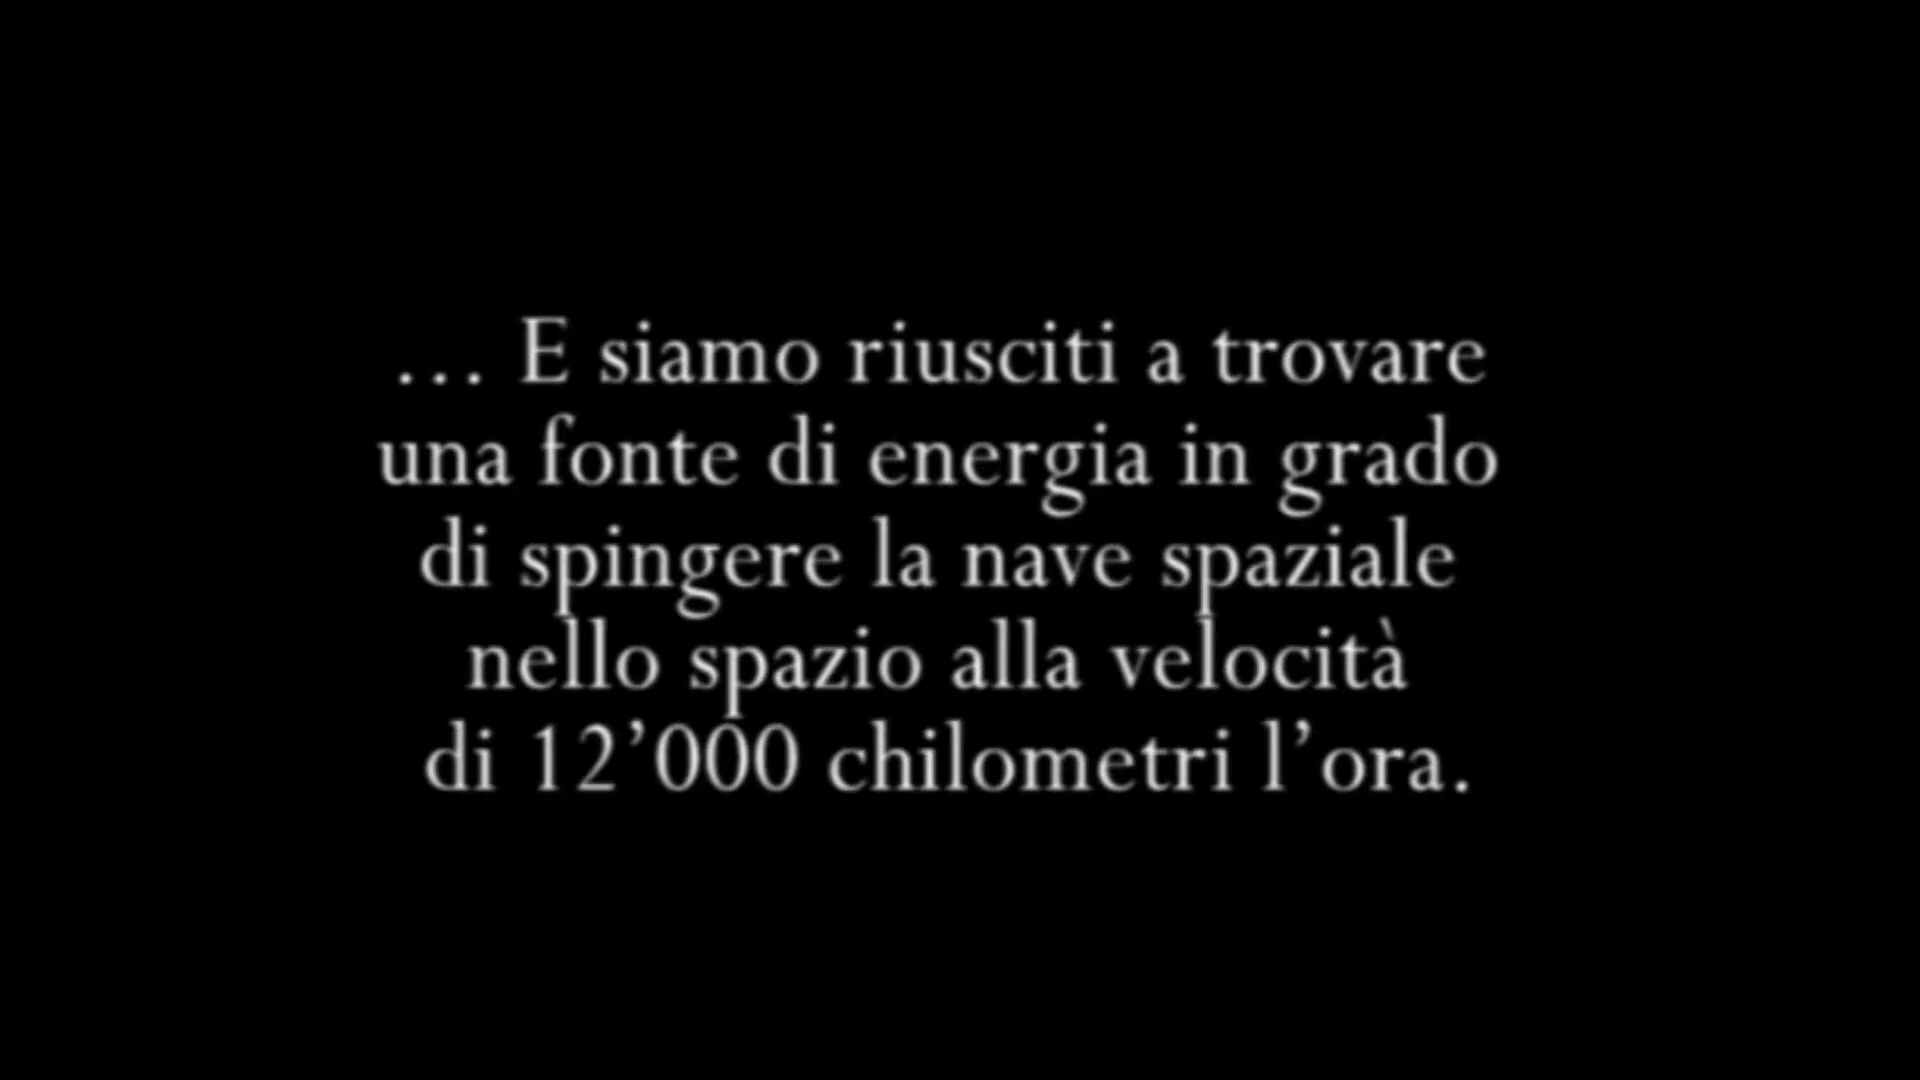 … E siamo riusciti a trovare
una fonte di energia in grado
di spingere la nave spaziale
nello spazio alla velocità
di 12’000 chilometri l’ora.